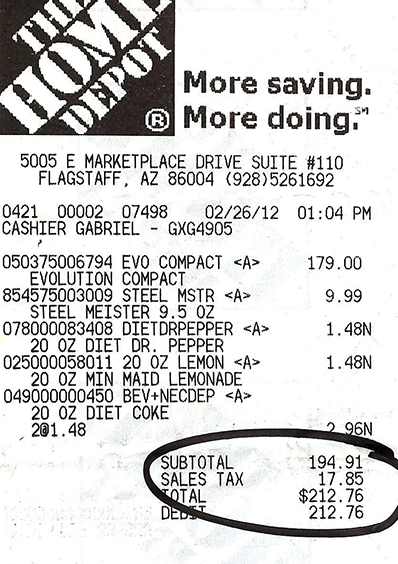 THE
HOME
DEPOT
®
More saving.
More doing.℠
5005 E MARKETPLACE DRIVE SUITE #110
FLAGSTAFF, AZ 86004 (928)5261692
0421 00002 07498 02/26/12 01:04 PM
CASHIER GABRIEL - GXG4905
050375006794 EVO COMPACT <A> 179.00
EVOLUTION COMPACT
854575003009 STEEL MSTR <A> 9.99
STEEL MEISTER 9.5 OZ
078000083408 DIETDRPEPPER <A> 1.48N
20 OZ DIET DR. PEPPER
025000058011 20 OZ LEMON <A> 1.48N
20 OZ MIN MAID LEMONADE
049000000450 BEV+NECDEP <A>
20 OZ DIET COKE
2@1.48 2.96N
SUBTOTAL 194.91
SALES TAX 17.85
TOTAL $212.76
DEBIT 212.76